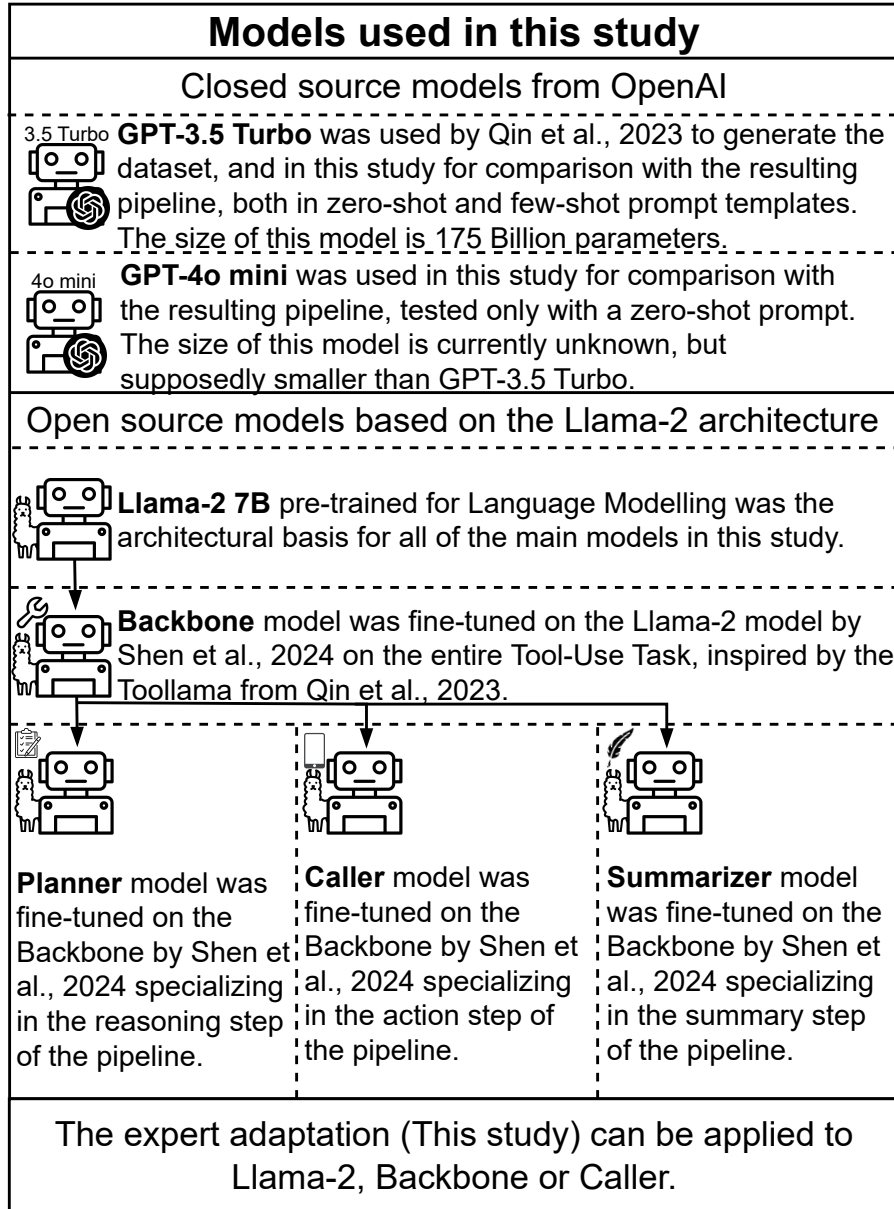 Models used in this study
Closed source models from OpenAI
3.5 Turbo
GPT-3.5 Turbo was used by Qin et al., 2023 to generate the
dataset, and in this study for comparison with the resulting
pipeline, both in zero-shot and few-shot prompt templates.
The size of this model is 175 Billion parameters.
4o mini
GPT-4o mini was used in this study for comparison with
the resulting pipeline, tested only with a zero-shot prompt.
The size of this model is currently unknown, but
supposedly smaller than GPT-3.5 Turbo.
Open source models based on the Llama-2 architecture
Llama-2 7B pre-trained for Language Modelling was the
architectural basis for all of the main models in this study.
Backbone model was fine-tuned on the Llama-2 model by
Shen et al., 2024 on the entire Tool-Use Task, inspired by the
Toollama from Qin et al., 2023.
Planner model was
fine-tuned on the
Backbone by Shen et
al., 2024 specializing
in the reasoning step
of the pipeline.
Caller model was
fine-tuned on the
Backbone by Shen et
al., 2024 specializing
in the action step of
the pipeline.
Summarizer model
was fine-tuned on the
Backbone by Shen et
al., 2024 specializing
in the summary step
of the pipeline.
The expert adaptation (This study) can be applied to
Llama-2, Backbone or Caller.